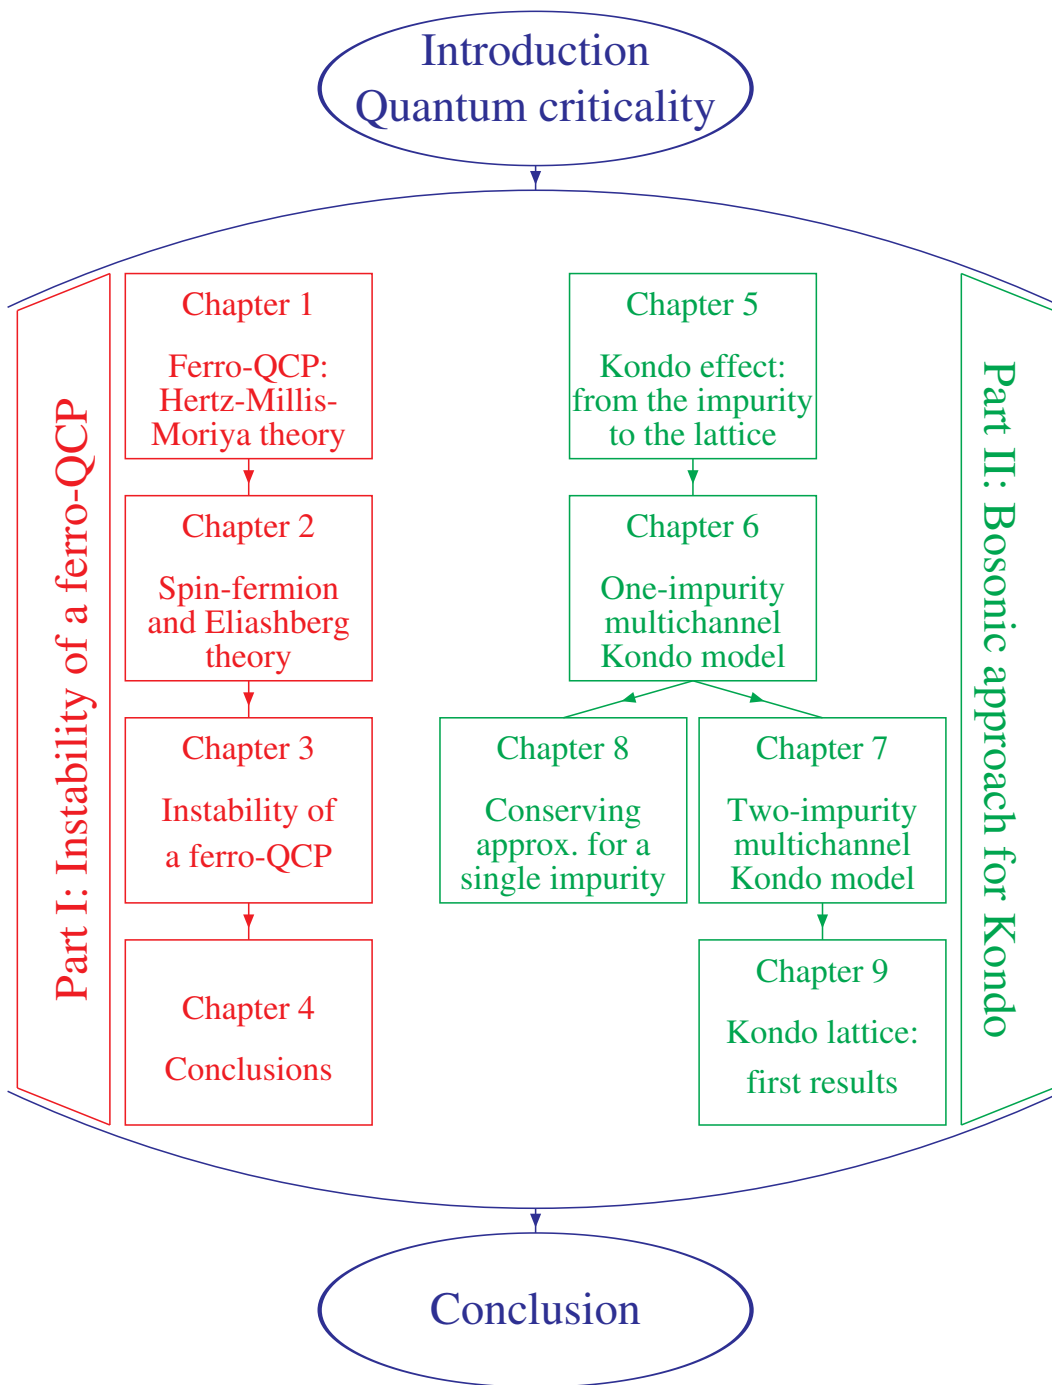 Introduction
Quantum criticality
Part I: Instability of a ferro-QCP
Chapter 1
Ferro-QCP:
Hertz-Millis-
Moriya theory
Chapter 2
Spin-fermion
and Eliashberg
theory
Chapter 3
Instability of
a ferro-QCP
Chapter 4
Conclusions
Chapter 5
Kondo effect:
from the impurity
to the lattice
Chapter 6
One-impurity
multichannel
Kondo model
Chapter 8
Conserving
approx. for a
single impurity
Chapter 7
Two-impurity
multichannel
Kondo model
Chapter 9
Kondo lattice:
first results
Part II: Bosonic approach for Kondo
Conclusion